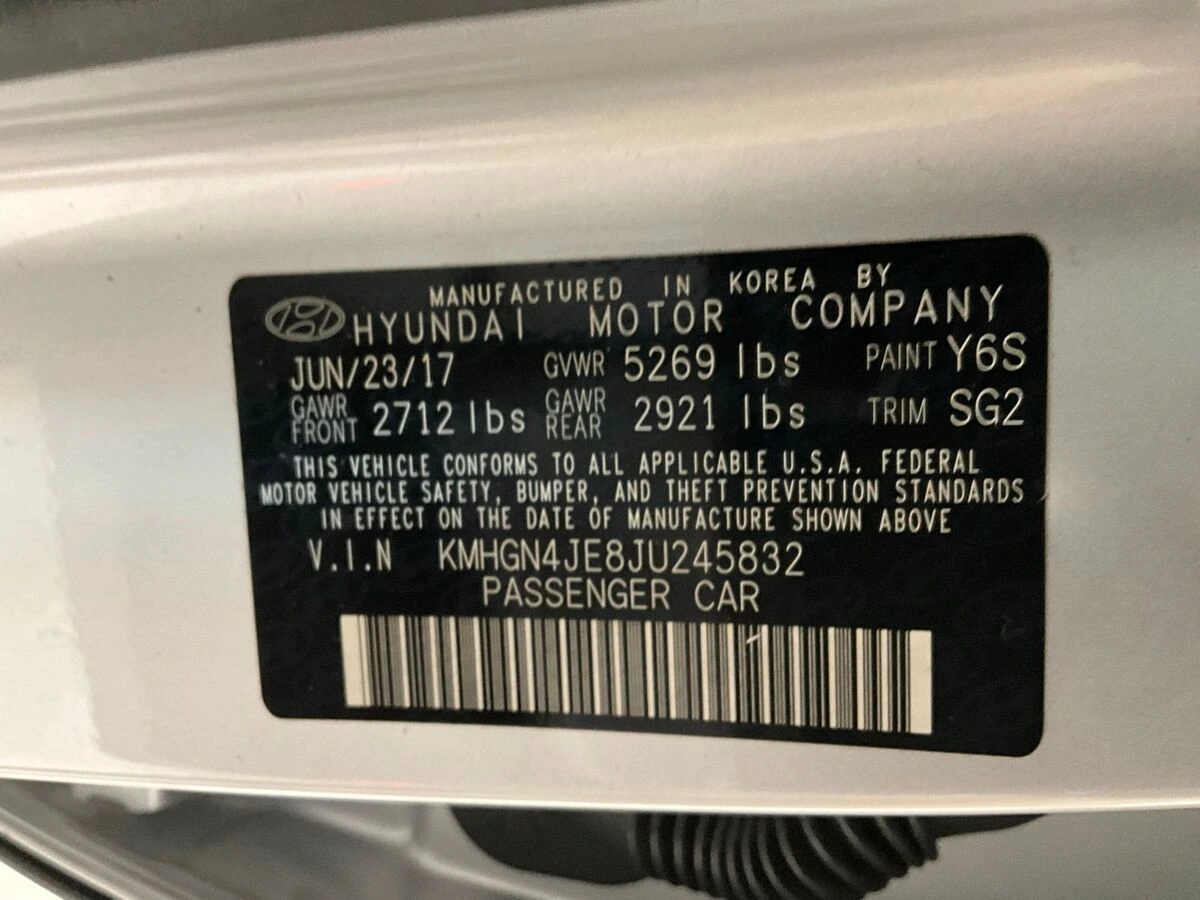 MANUFACTURED IN KOREA BY
HYUNDAI MOTOR COMPANY
JUN/23/17 GVWR 5269 lbs PAINT Y6S
GAWR FRONT 2712 lbs GAWR REAR 2921 lbs TRIM SG2
THIS VEHICLE CONFORMS TO ALL APPLICABLE U.S.A. FEDERAL
MOTOR VEHICLE SAFETY, BUMPER, AND THEFT PREVENTION STANDARDS
IN EFFECT ON THE DATE OF MANUFACTURE SHOWN ABOVE
V.I.N KMHGN4JE8JU245832
PASSENGER CAR